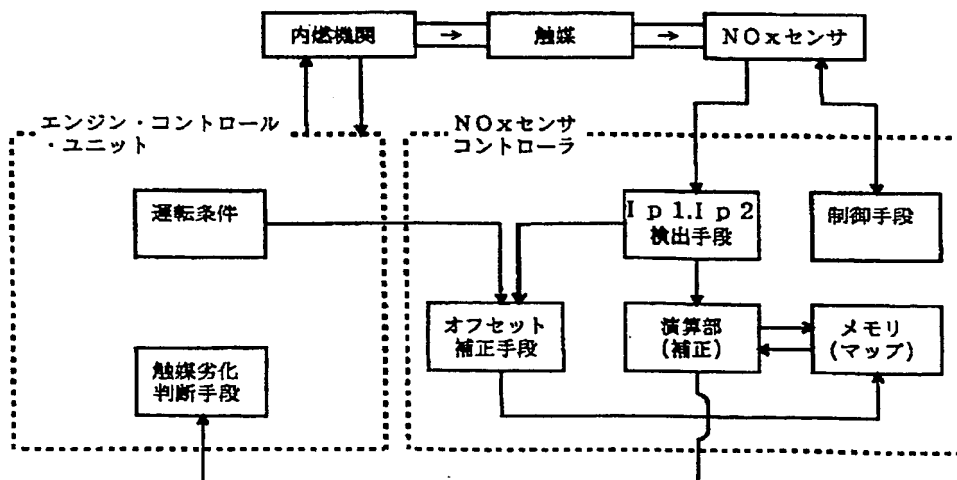 内燃機関
→
触媒
→
NOxセンサ
エンジン・コントロール
・ユニット
NOxセンサ
コントローラ
運転条件
Ip1.Ip2
検出手段
制御手段
オフセット
補正手段
演算部
(補正)
メモリ
(マップ)
触媒劣化
判断手段